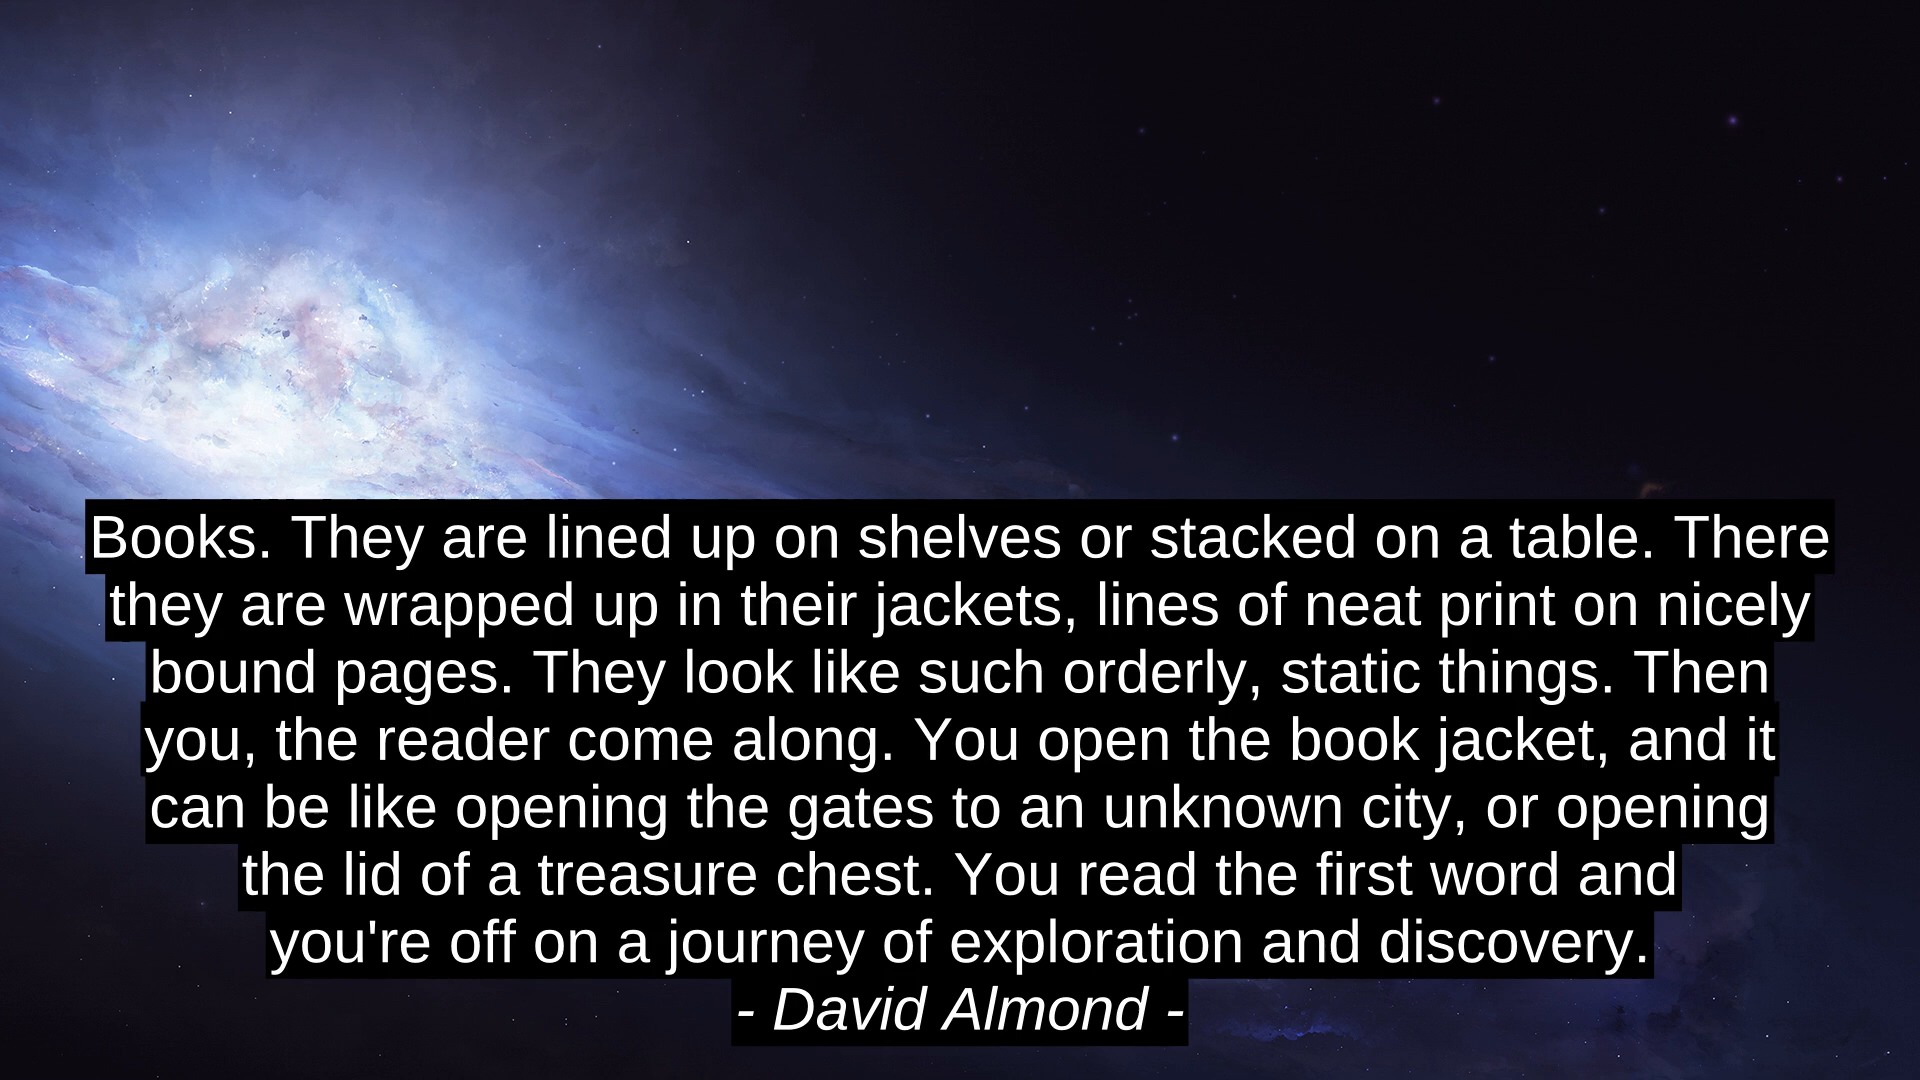 Books. They are lined up on shelves or stacked on a table. There
they are wrapped up in their jackets, lines of neat print on nicely
bound pages. They look like such orderly, static things. Then
you, the reader come along. You open the book jacket, and it
can be like opening the gates to an unknown city, or opening
the lid of a treasure chest. You read the first word and
you're off on a journey of exploration and discovery.
- David Almond -